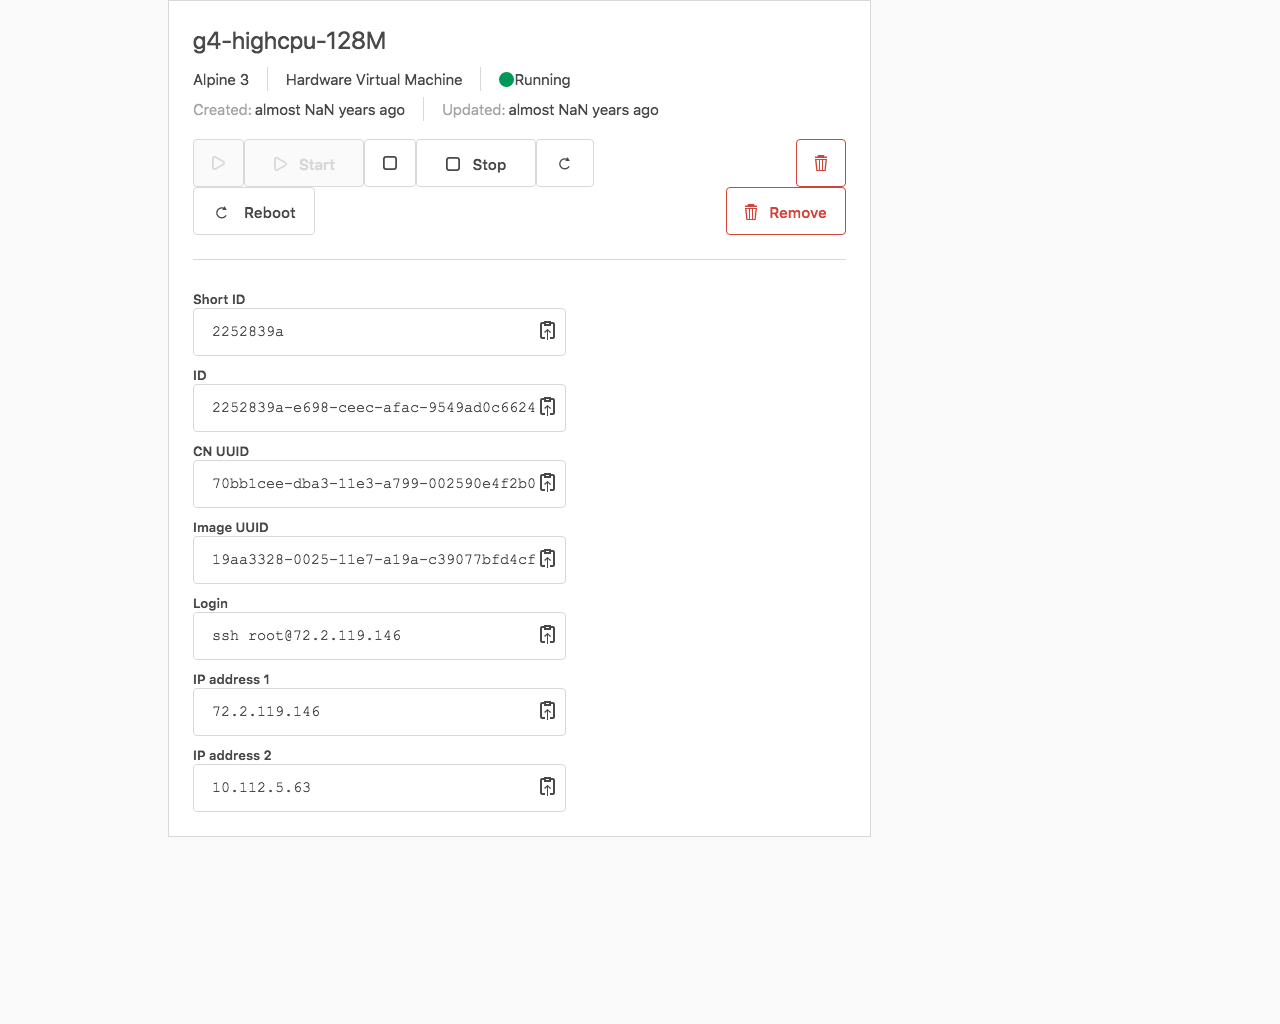 g4-highcpu-128M
Alpine 3 Hardware Virtual Machine Running
Created: almost NaN years ago Updated: almost NaN years ago
Start Stop
Reboot Remove
Short ID
2252839a
ID
2252839a-e698-ceec-afac-9549ad0c6624
CN UUID
70bb1cee-dba3-11e3-a799-002590e4f2b0
Image UUID
19aa3328-0025-11e7-a19a-c39077bfd4cf
Login
ssh root@72.2.119.146
IP address 1
72.2.119.146
IP address 2
10.112.5.63